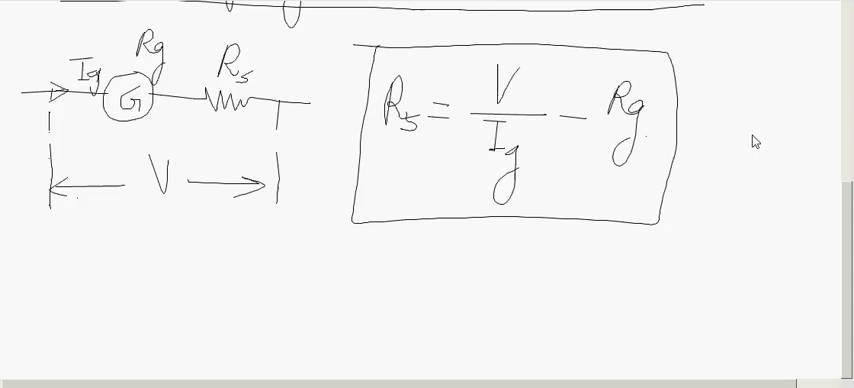 Rg
Ig
Rs
G
V
Rs = V / Ig − Rg